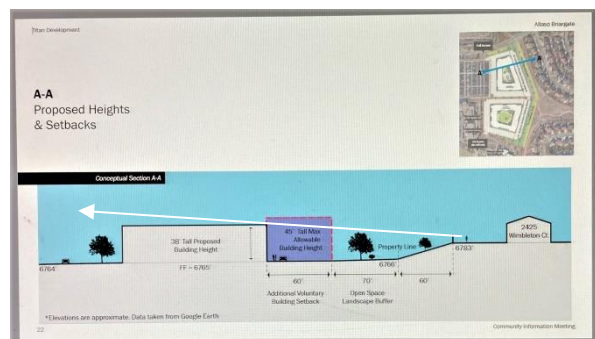 Titan Development
Allaso Briargate
A-A
Proposed Heights
& Setbacks
A
A
Conceptual Section A-A
38' Tall Proposed
Building Height
FF - 6765'
45' Tall Max
Allowable
Building Height
Property Line
2425
Wimbleton Ct.
6764'
6766'
6783'
60'
70'
60'
Additional Voluntary
Building Setback
Open Space
Landscape Buffer
*Elevations are approximate. Data taken from Google Earth
22
Community Information Meeting